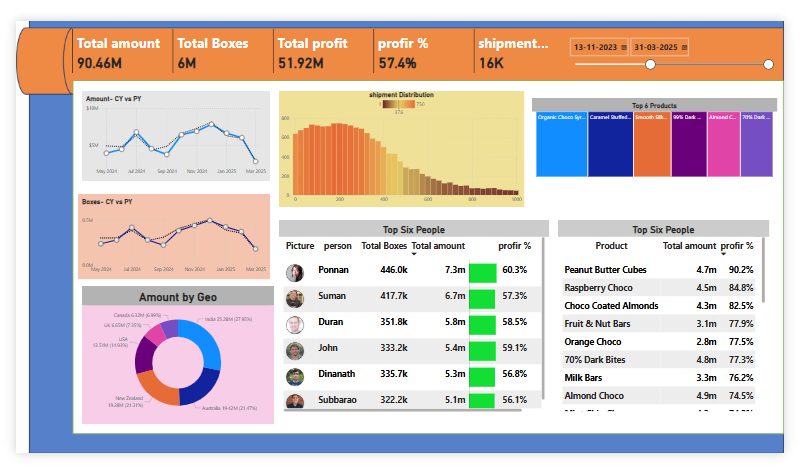 Total amount
90.46M
Total Boxes
6M
Total profit
51.92M
profir %
57.4%
shipment...
16K
13-11-2023
31-03-2025
Amount- CY vs PY
$10M
$5M
May 2024 Jul 2024 Sep 2024 Nov 2024 Jan 2025 Mar 2025
shipment Distribution
1 376 750
800
600
400
200
0
0 200 400 600 800 1000
Top 6 Products
Organic Choco Syr... Caramel Stuffed... Smooth Silk... 99% Dark ... Almond C... 70% Dark ...
Boxes- CY vs PY
0.5M
0.0M
May 2024 Jul 2024 Sep 2024 Nov 2024 Jan 2025 Mar 2025
Amount by Geo
Canada 6.32M (6.99%)
India 25.28M (27.95%)
UK 6.65M (7.35%)
USA
13.51M (14.93%)
New Zealand
19.28M (21.31%)
Australia 19.42M (21.47%)
Top Six People
Picture person Total Boxes Total amount profir %
Ponnan 446.0k 7.3m 60.3%
Suman 417.7k 6.7m 57.3%
Duran 351.8k 5.8m 58.5%
John 333.2k 5.4m 59.1%
Dinanath 335.7k 5.3m 56.8%
Subbarao 322.2k 5.1m 56.1%
Top Six People
Product Total amount profir %
Peanut Butter Cubes 4.7m 90.2%
Raspberry Choco 4.5m 84.8%
Choco Coated Almonds 4.3m 82.5%
Fruit & Nut Bars 3.1m 77.9%
Orange Choco 2.8m 77.5%
70% Dark Bites 4.8m 77.3%
Milk Bars 3.3m 76.2%
Almond Choco 4.9m 74.5%